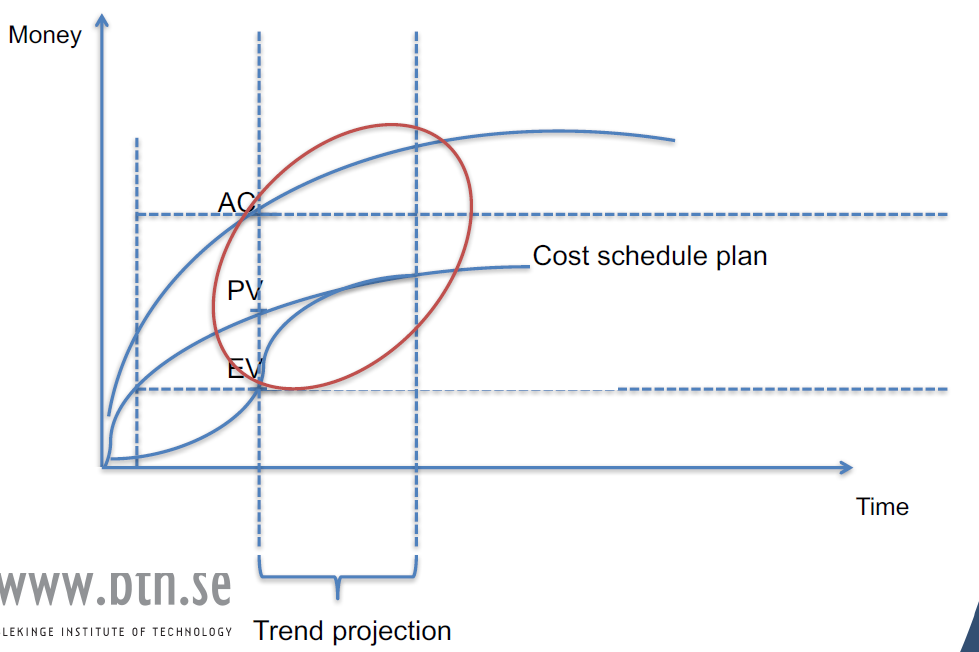 Money
AC
Cost schedule plan
PV
EV
Time
www.bth.se
LEKINGE INSTITUTE OF TECHNOLOGY
Trend projection